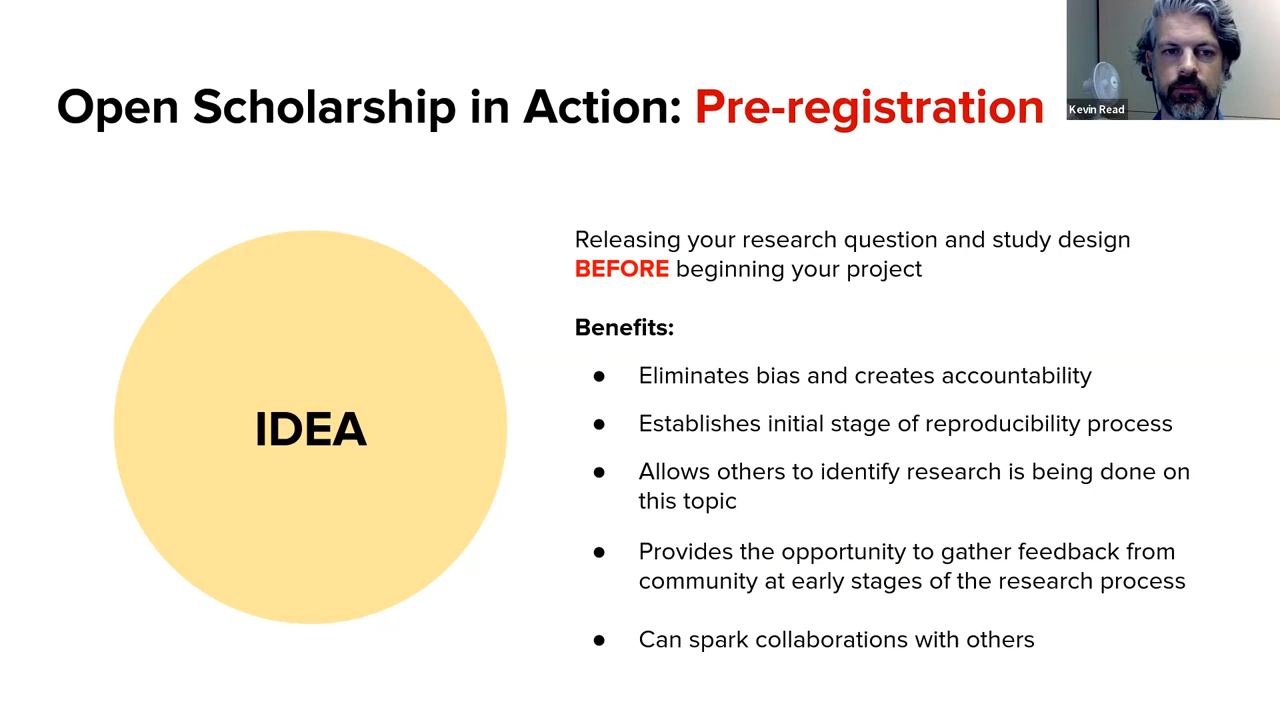 Open Scholarship in Action: Pre-registration
Kevin Read
IDEA
Releasing your research question and study design
BEFORE beginning your project
Benefits:
● Eliminates bias and creates accountability
● Establishes initial stage of reproducibility process
● Allows others to identify research is being done on
this topic
● Provides the opportunity to gather feedback from
community at early stages of the research process
● Can spark collaborations with others